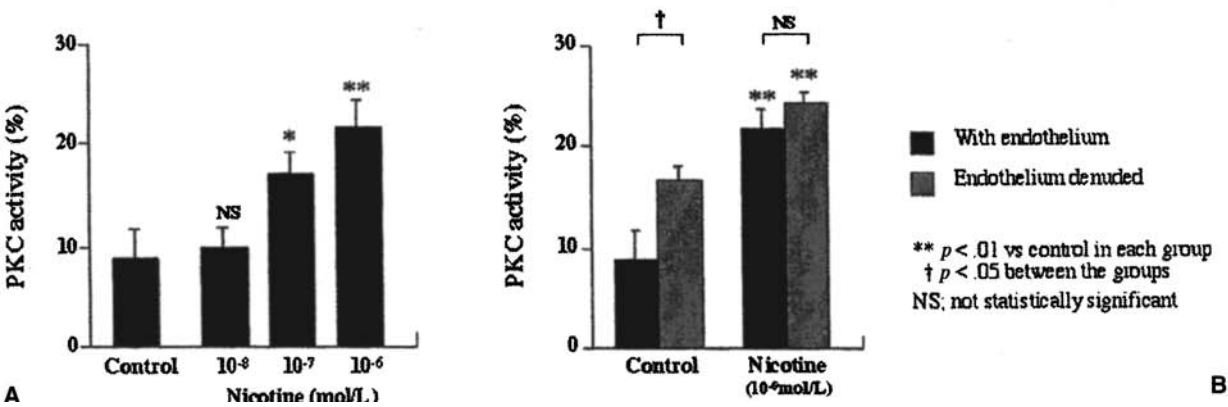 30
20
10
0
PKC activity (%)
NS
*
**
Control 10⁻⁸ 10⁻⁷ 10⁻⁶
Nicotine (mol/L)
A
† NS
30
20
10
0
PKC activity (%)
** **
Control Nicotine
(10⁻⁶mol/L)
With endothelium
Endothelium denuded
** p < .01 vs control in each group
† p < .05 between the groups
NS; not statistically significant
B